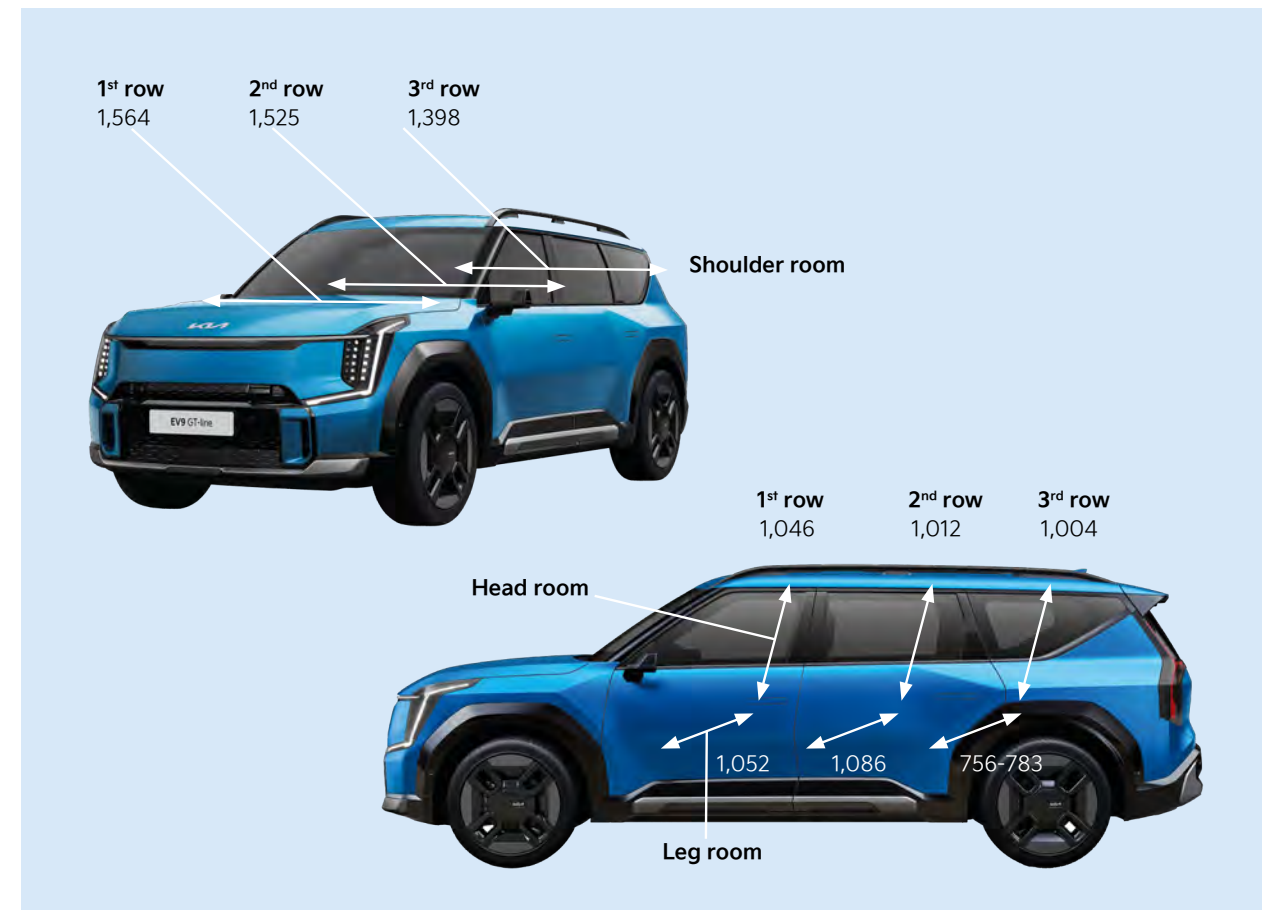 1st row 2nd row 3rd row
1,564 1,525 1,398
Shoulder room
KIA
EV9 GT-line
1st row 2nd row 3rd row
1,046 1,012 1,004
Head room
1,052 1,086 756-783
Leg room